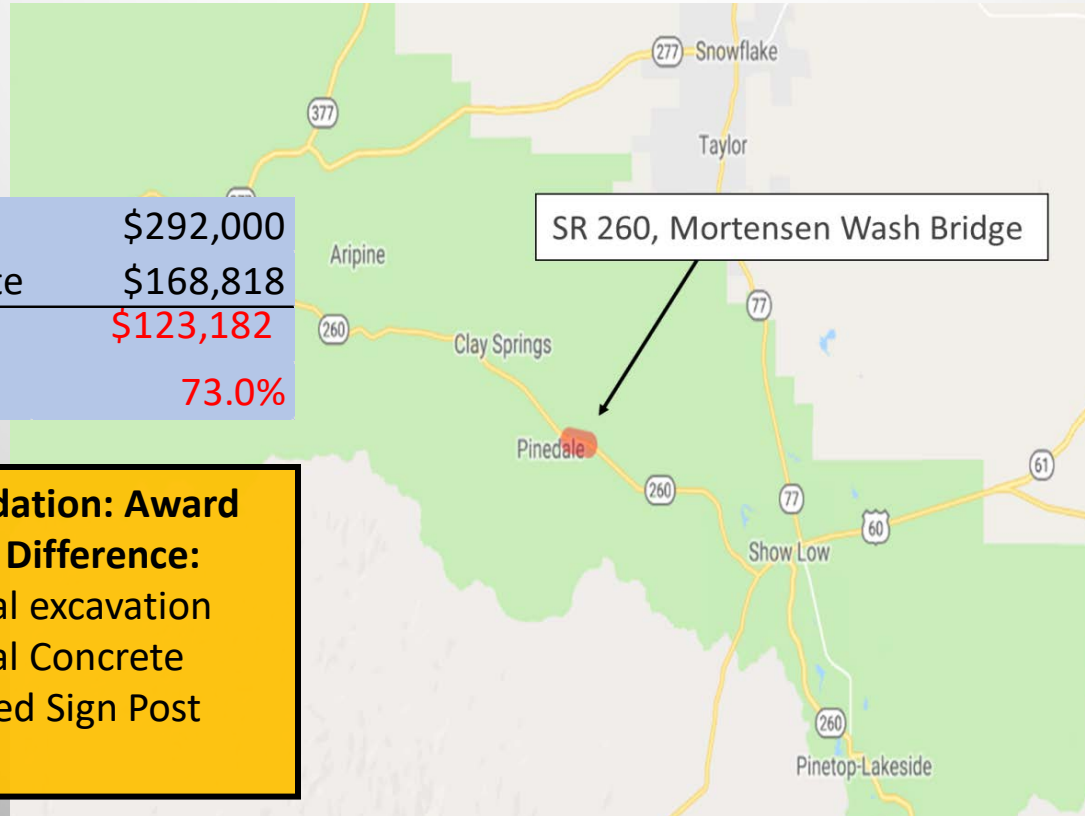 $292,000
$168,818
$123,182
73.0%
dation: Award
Difference:
al excavation
al Concrete
ed Sign Post
SR 260, Mortensen Wash Bridge
277
Snowflake
377
Taylor
Aripine
260
Clay Springs
77
Pinedale
260
61
77
60
Show Low
260
Pinetop-Lakeside